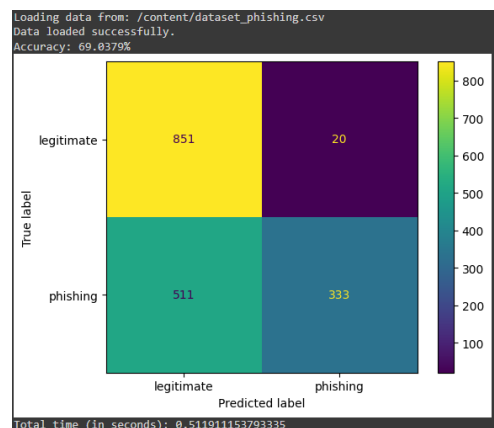 Loading data from: /content/dataset_phishing.csv
Data loaded successfully.
Accuracy: 69.0379%
legitimate
851
20
phishing
511
333
True label
legitimate
phishing
Predicted label
800
700
600
500
400
300
200
100
Total time (in seconds): 0.511911153793335